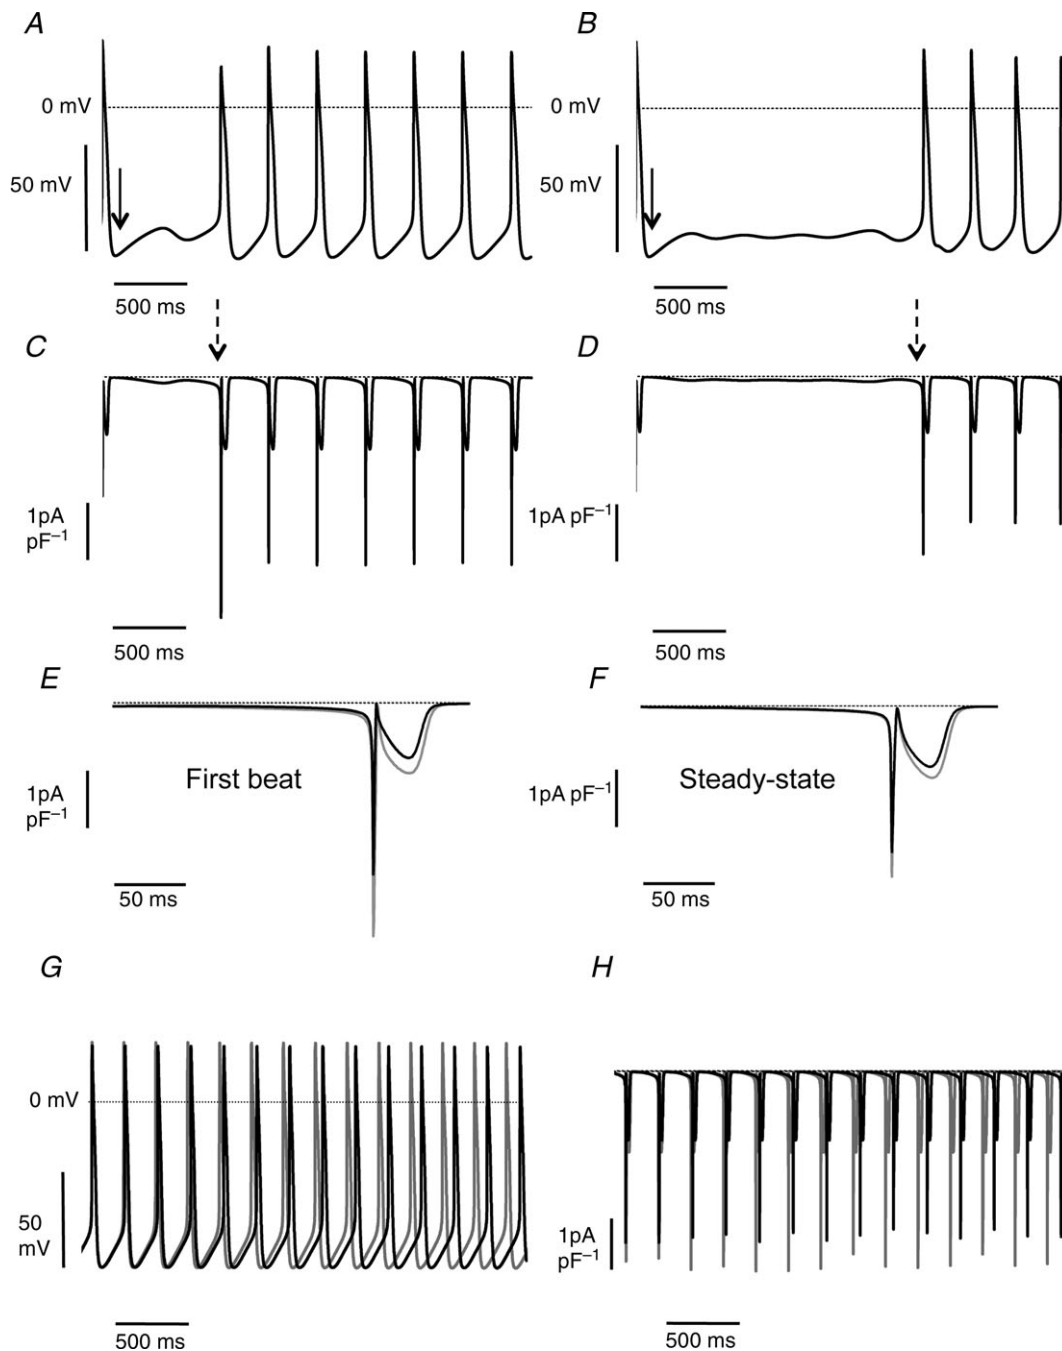 A
B
0 mV
0 mV
50 mV
50 mV
500 ms
500 ms
C
D
1pA
pF⁻¹
1pA pF⁻¹
500 ms
500 ms
E
F
First beat
Steady-state
1pA
pF⁻¹
1pA pF⁻¹
50 ms
50 ms
G
H
0 mV
50
mV
1pA
pF⁻¹
500 ms
500 ms